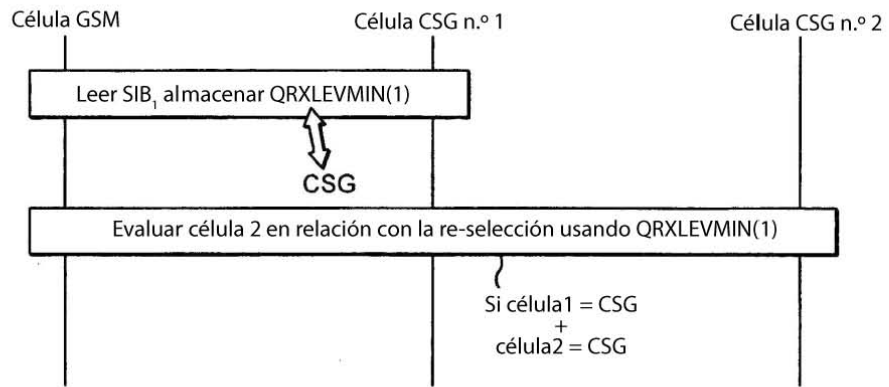 Célula GSM
Célula CSG n.º 1
Célula CSG n.º 2
Leer SIB₁ almacenar QRXLEVMIN(1)
CSG
Evaluar célula 2 en relación con la re-selección usando QRXLEVMIN(1)
Si célula1 = CSG
+
célula2 = CSG